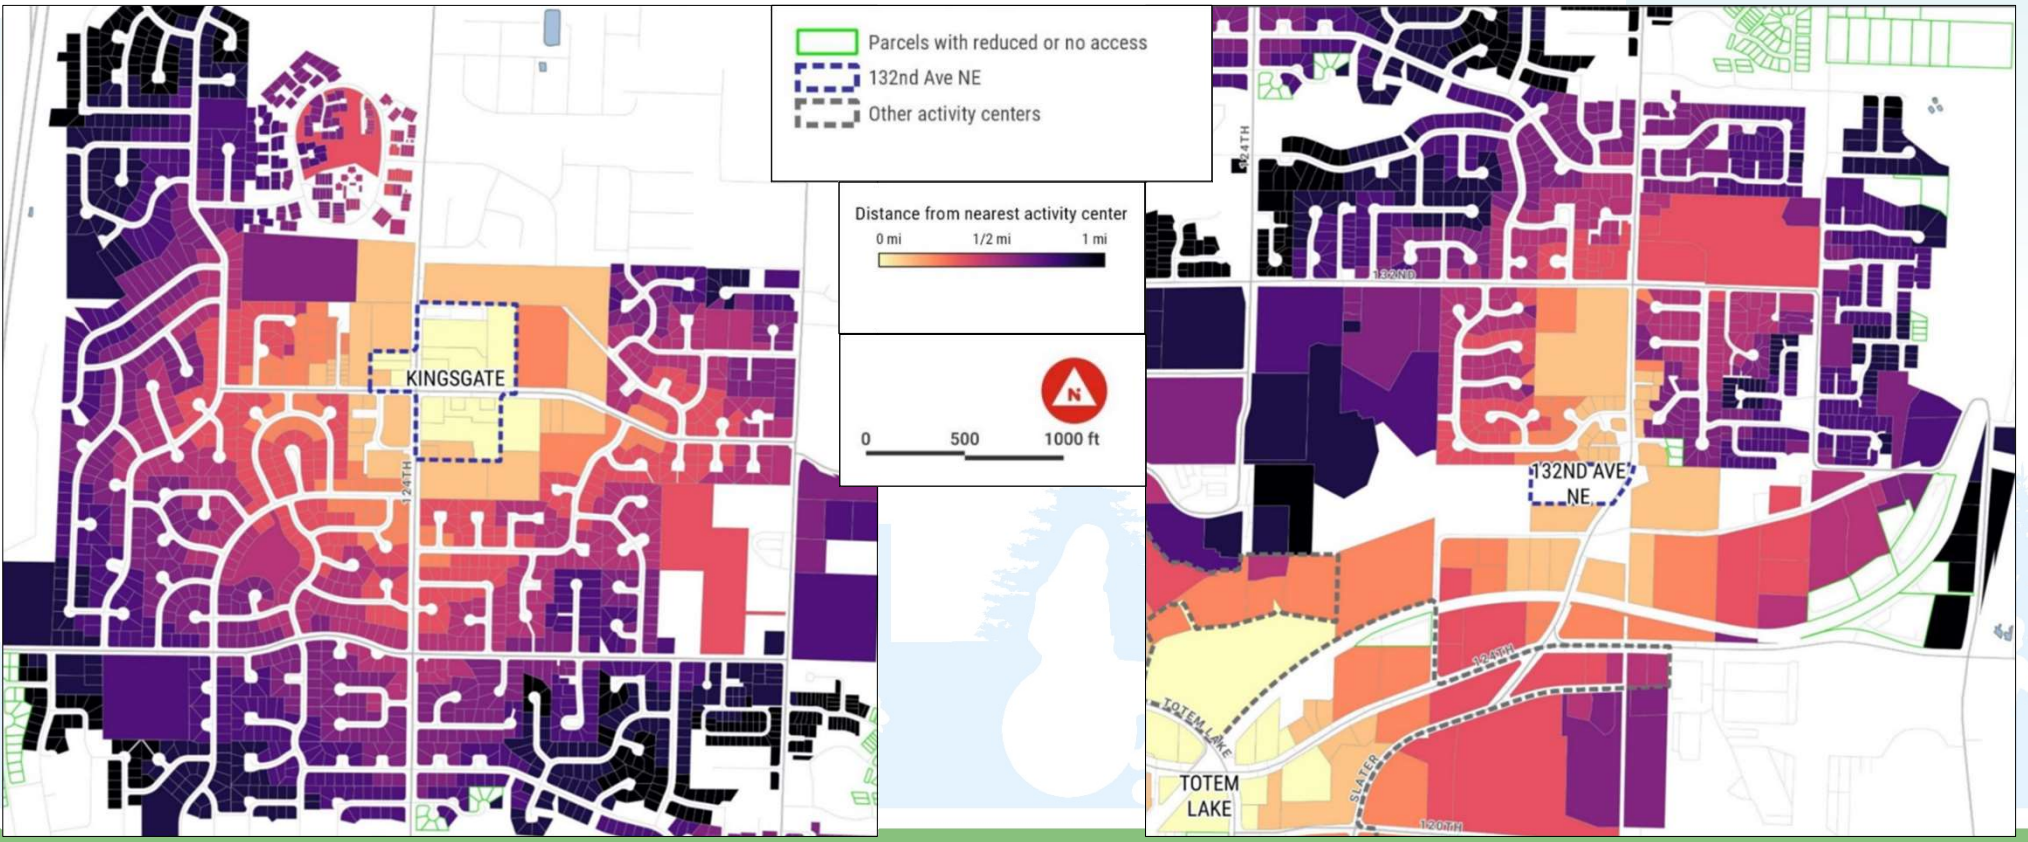 Parcels with reduced or no access
132nd Ave NE
Other activity centers
Distance from nearest activity center
0 mi 1/2 mi 1 mi
N
0 500 1000 ft
KINGSGATE
124TH
124TH
132ND
132ND AVE
NE
124TH
TOTEM LAKE
TOTEM
LAKE
SLATER
120TH